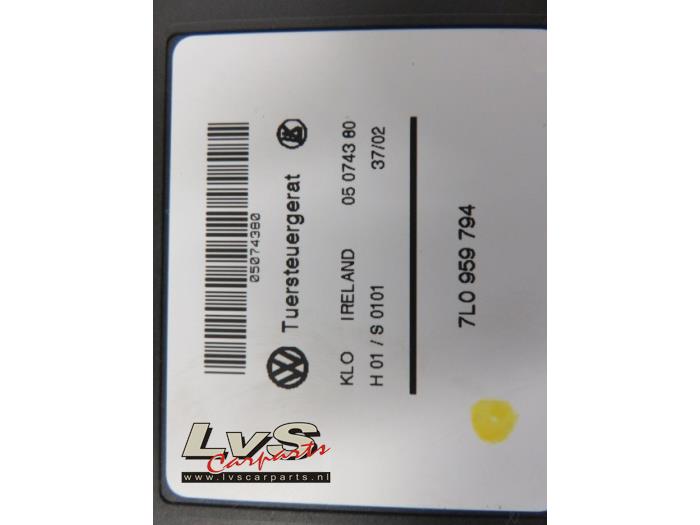 05074380
Tuersteuergerat
KLO IRELAND 05 0743 80
H 01 / S 0101 37/02
7L0 959 794
LvS
Carparts
www.lvscarparts.nl